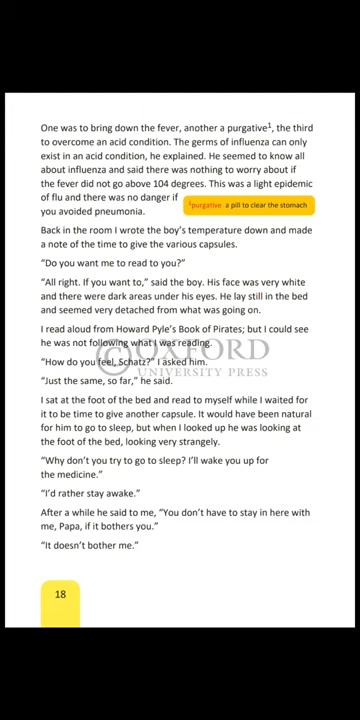 One was to bring down the fever, another a purgative1, the third
to overcome an acid condition. The germs of influenza can only
exist in an acid condition, he explained. He seemed to know all
about influenza and said there was nothing to worry about if
the fever did not go above 104 degrees. This was a light epidemic
of flu and there was no danger if
you avoided pneumonia.
1purgative a pill to clear the stomach
Back in the room I wrote the boy's temperature down and made
a note of the time to give the various capsules.
“Do you want me to read to you?”
“All right. If you want to,” said the boy. His face was very white
and there were dark areas under his eyes. He lay still in the bed
and seemed very detached from what was going on.
I read aloud from Howard Pyle's Book of Pirates; but I could see
he was not following what I was reading.
© OXFORD
UNIVERSITY PRESS
“How do you feel, Schatz?” I asked him.
“Just the same, so far,” he said.
I sat at the foot of the bed and read to myself while I waited for
it to be time to give another capsule. It would have been natural
for him to go to sleep, but when I looked up he was looking at
the foot of the bed, looking very strangely.
“Why don't you try to go to sleep? I'll wake you up for
the medicine.”
“I'd rather stay awake.”
After a while he said to me, “You don't have to stay in here with
me, Papa, if it bothers you.”
“It doesn't bother me.”
18